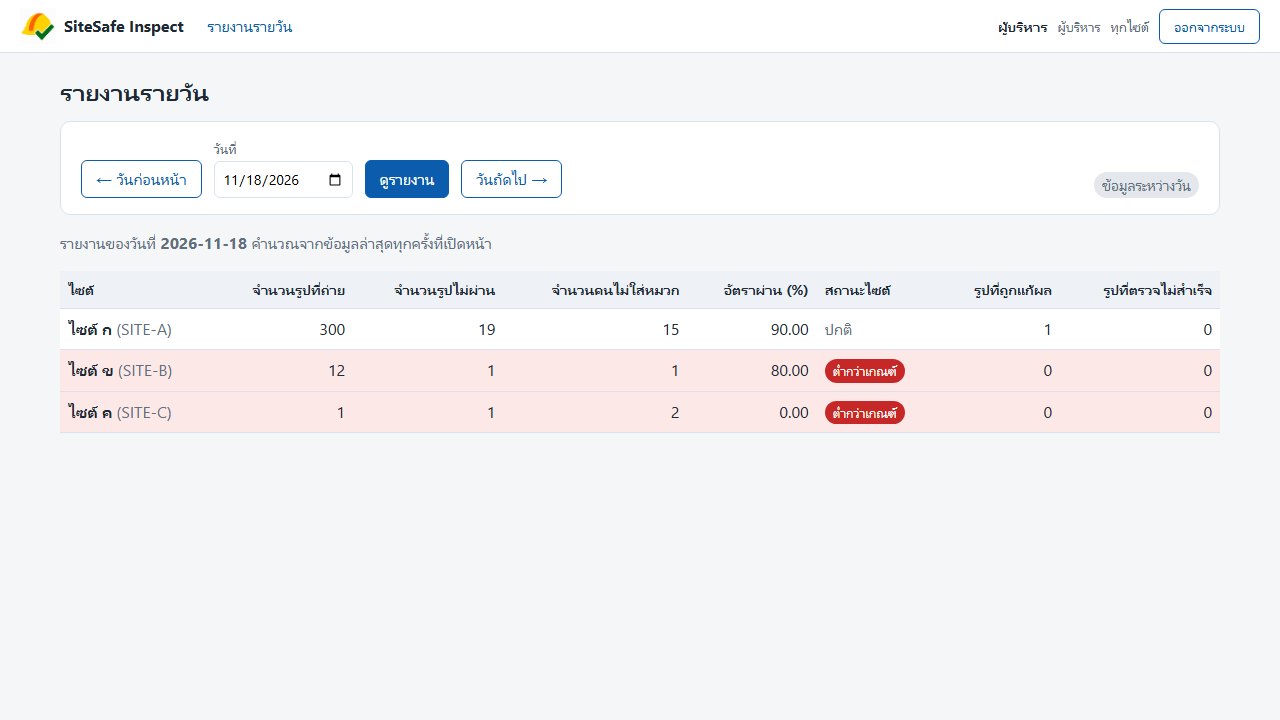 SiteSafe Inspect รายงานรายวัน ผู้บริหาร ผู้บริหาร ทุกไซต์ ออกจากระบบ
รายงานรายวัน
วันที่
← วันก่อนหน้า 11/18/2026 ดูรายงาน วันถัดไป → ข้อมูลระหว่างวัน
รายงานของวันที่ 2026-11-18 คำนวณจากข้อมูลล่าสุดทุกครั้งที่เปิดหน้า
ไซต์ จำนวนรูปที่ถ่าย จำนวนรูปไม่ผ่าน จำนวนคนไม่ใส่หมวก อัตราผ่าน (%) สถานะไซต์ รูปที่ถูกแก้ผล รูปที่ตรวจไม่สำเร็จ
ไซต์ ก (SITE-A) 300 19 15 90.00 ปกติ 1 0
ไซต์ ข (SITE-B) 12 1 1 80.00 ต่ำกว่าเกณฑ์ 0 0
ไซต์ ค (SITE-C) 1 1 2 0.00 ต่ำกว่าเกณฑ์ 0 0